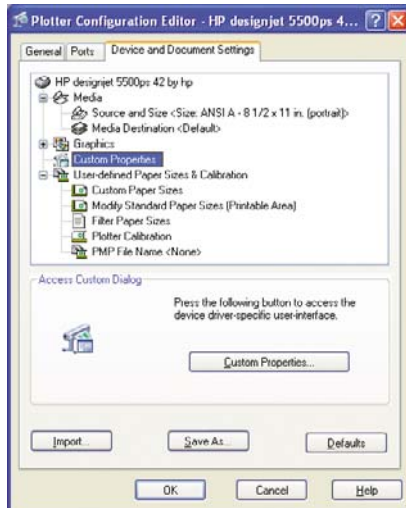 Plotter Configuration Editor - HP designjet 5500ps 4...
General
Ports
Device and Document Settings
HP designjet 5500ps 42 by hp
Media
Source and Size <Size: ANSI A - 8 1/2 x 11 in. (portrait)>
Media Destination <Default>
Graphics
Custom Properties
User-defined Paper Sizes & Calibration
Custom Paper Sizes
Modify Standard Paper Sizes (Printable Area)
Filter Paper Sizes
Plotter Calibration
PMP File Name <None>
Access Custom Dialog
Press the following button to access the
device driver-specific user-interface.
Custom Properties...
Import...
Save As...
Defaults
OK
Cancel
Help